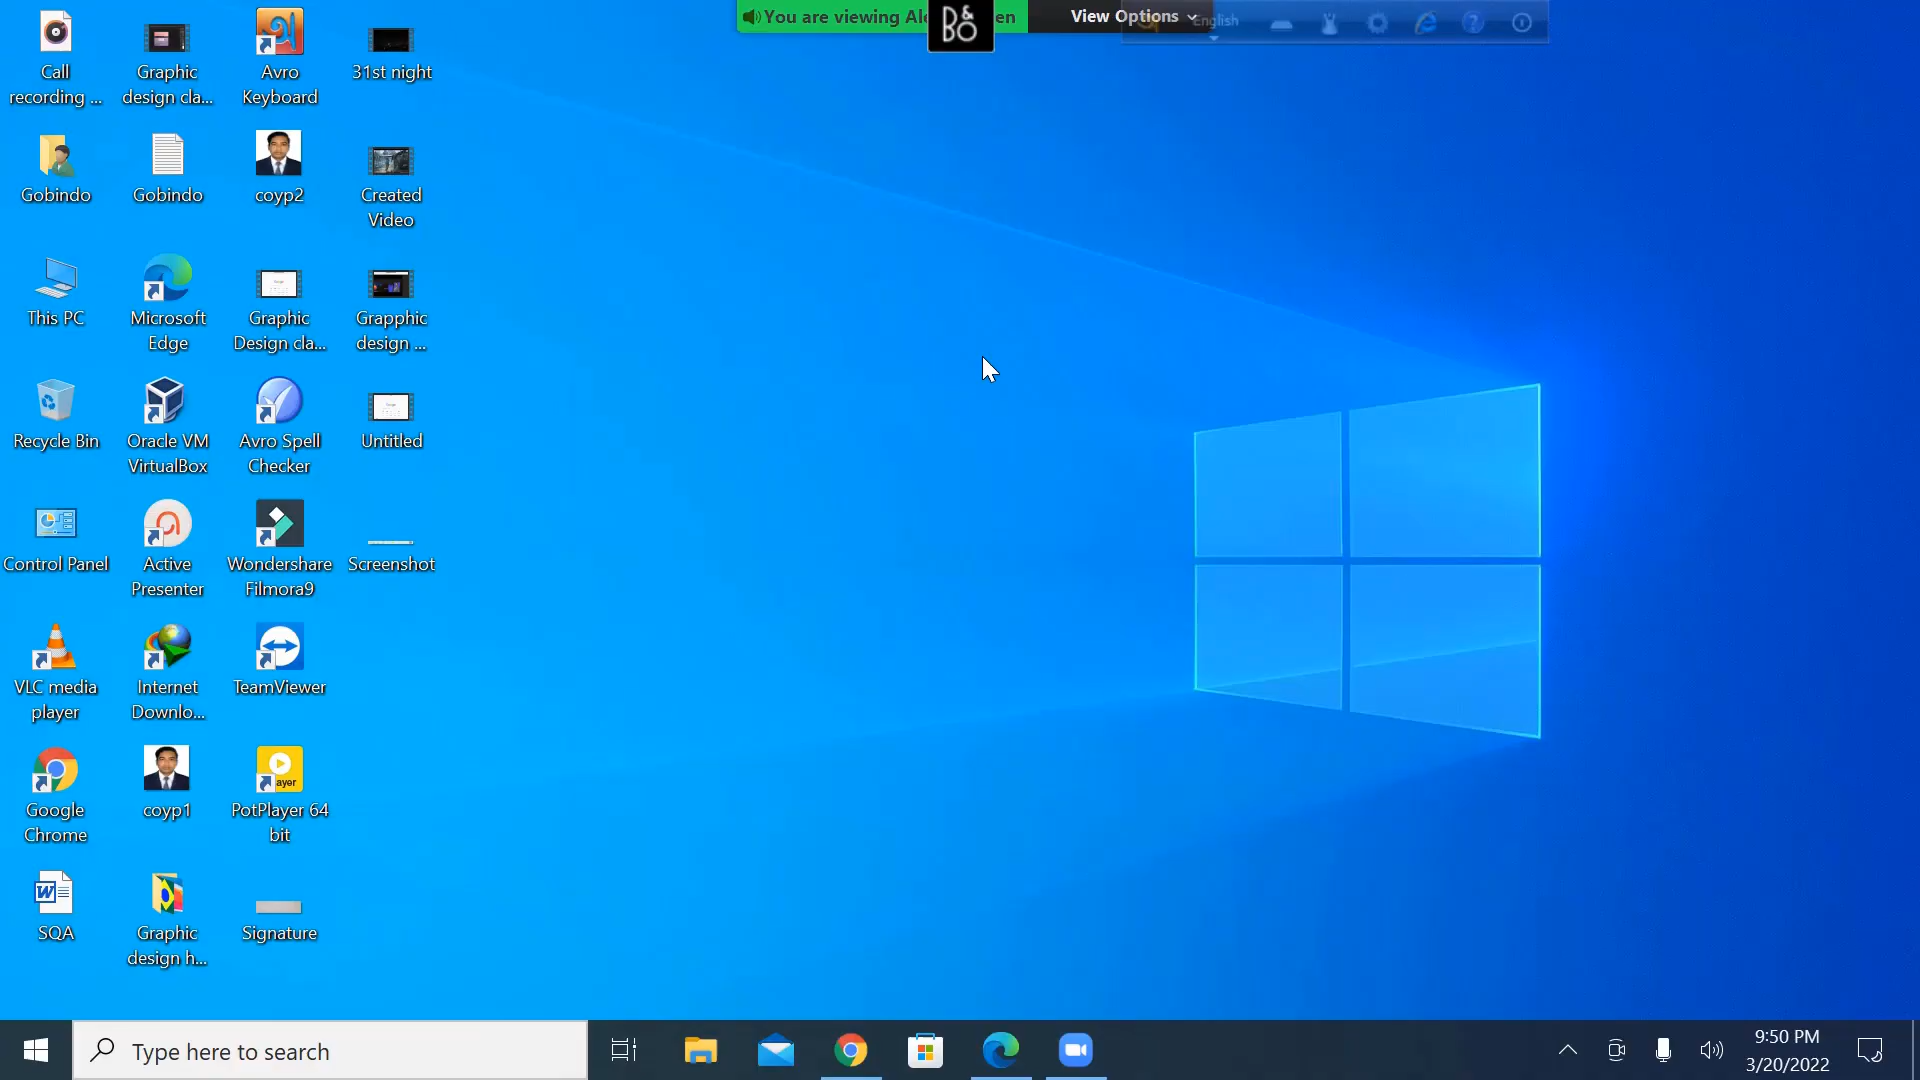 You are viewing
en
View Options
English
Call
recording ...
Graphic
design cla...
Avro
Keyboard
31st night
Gobindo
Gobindo
coyp2
Created
Video
This PC
Microsoft
Edge
Graphic
Design cla...
Grapphic
design ...
Recycle Bin
Oracle VM
VirtualBox
Avro Spell
Checker
Untitled
Control Panel
Active
Presenter
Wondershare
Filmora9
Screenshot
VLC media
player
Internet
Downlo...
TeamViewer
Google
Chrome
coyp1
PotPlayer 64
bit
SQA
Graphic
design h...
Signature
Type here to search
9:50 PM
3/20/2022